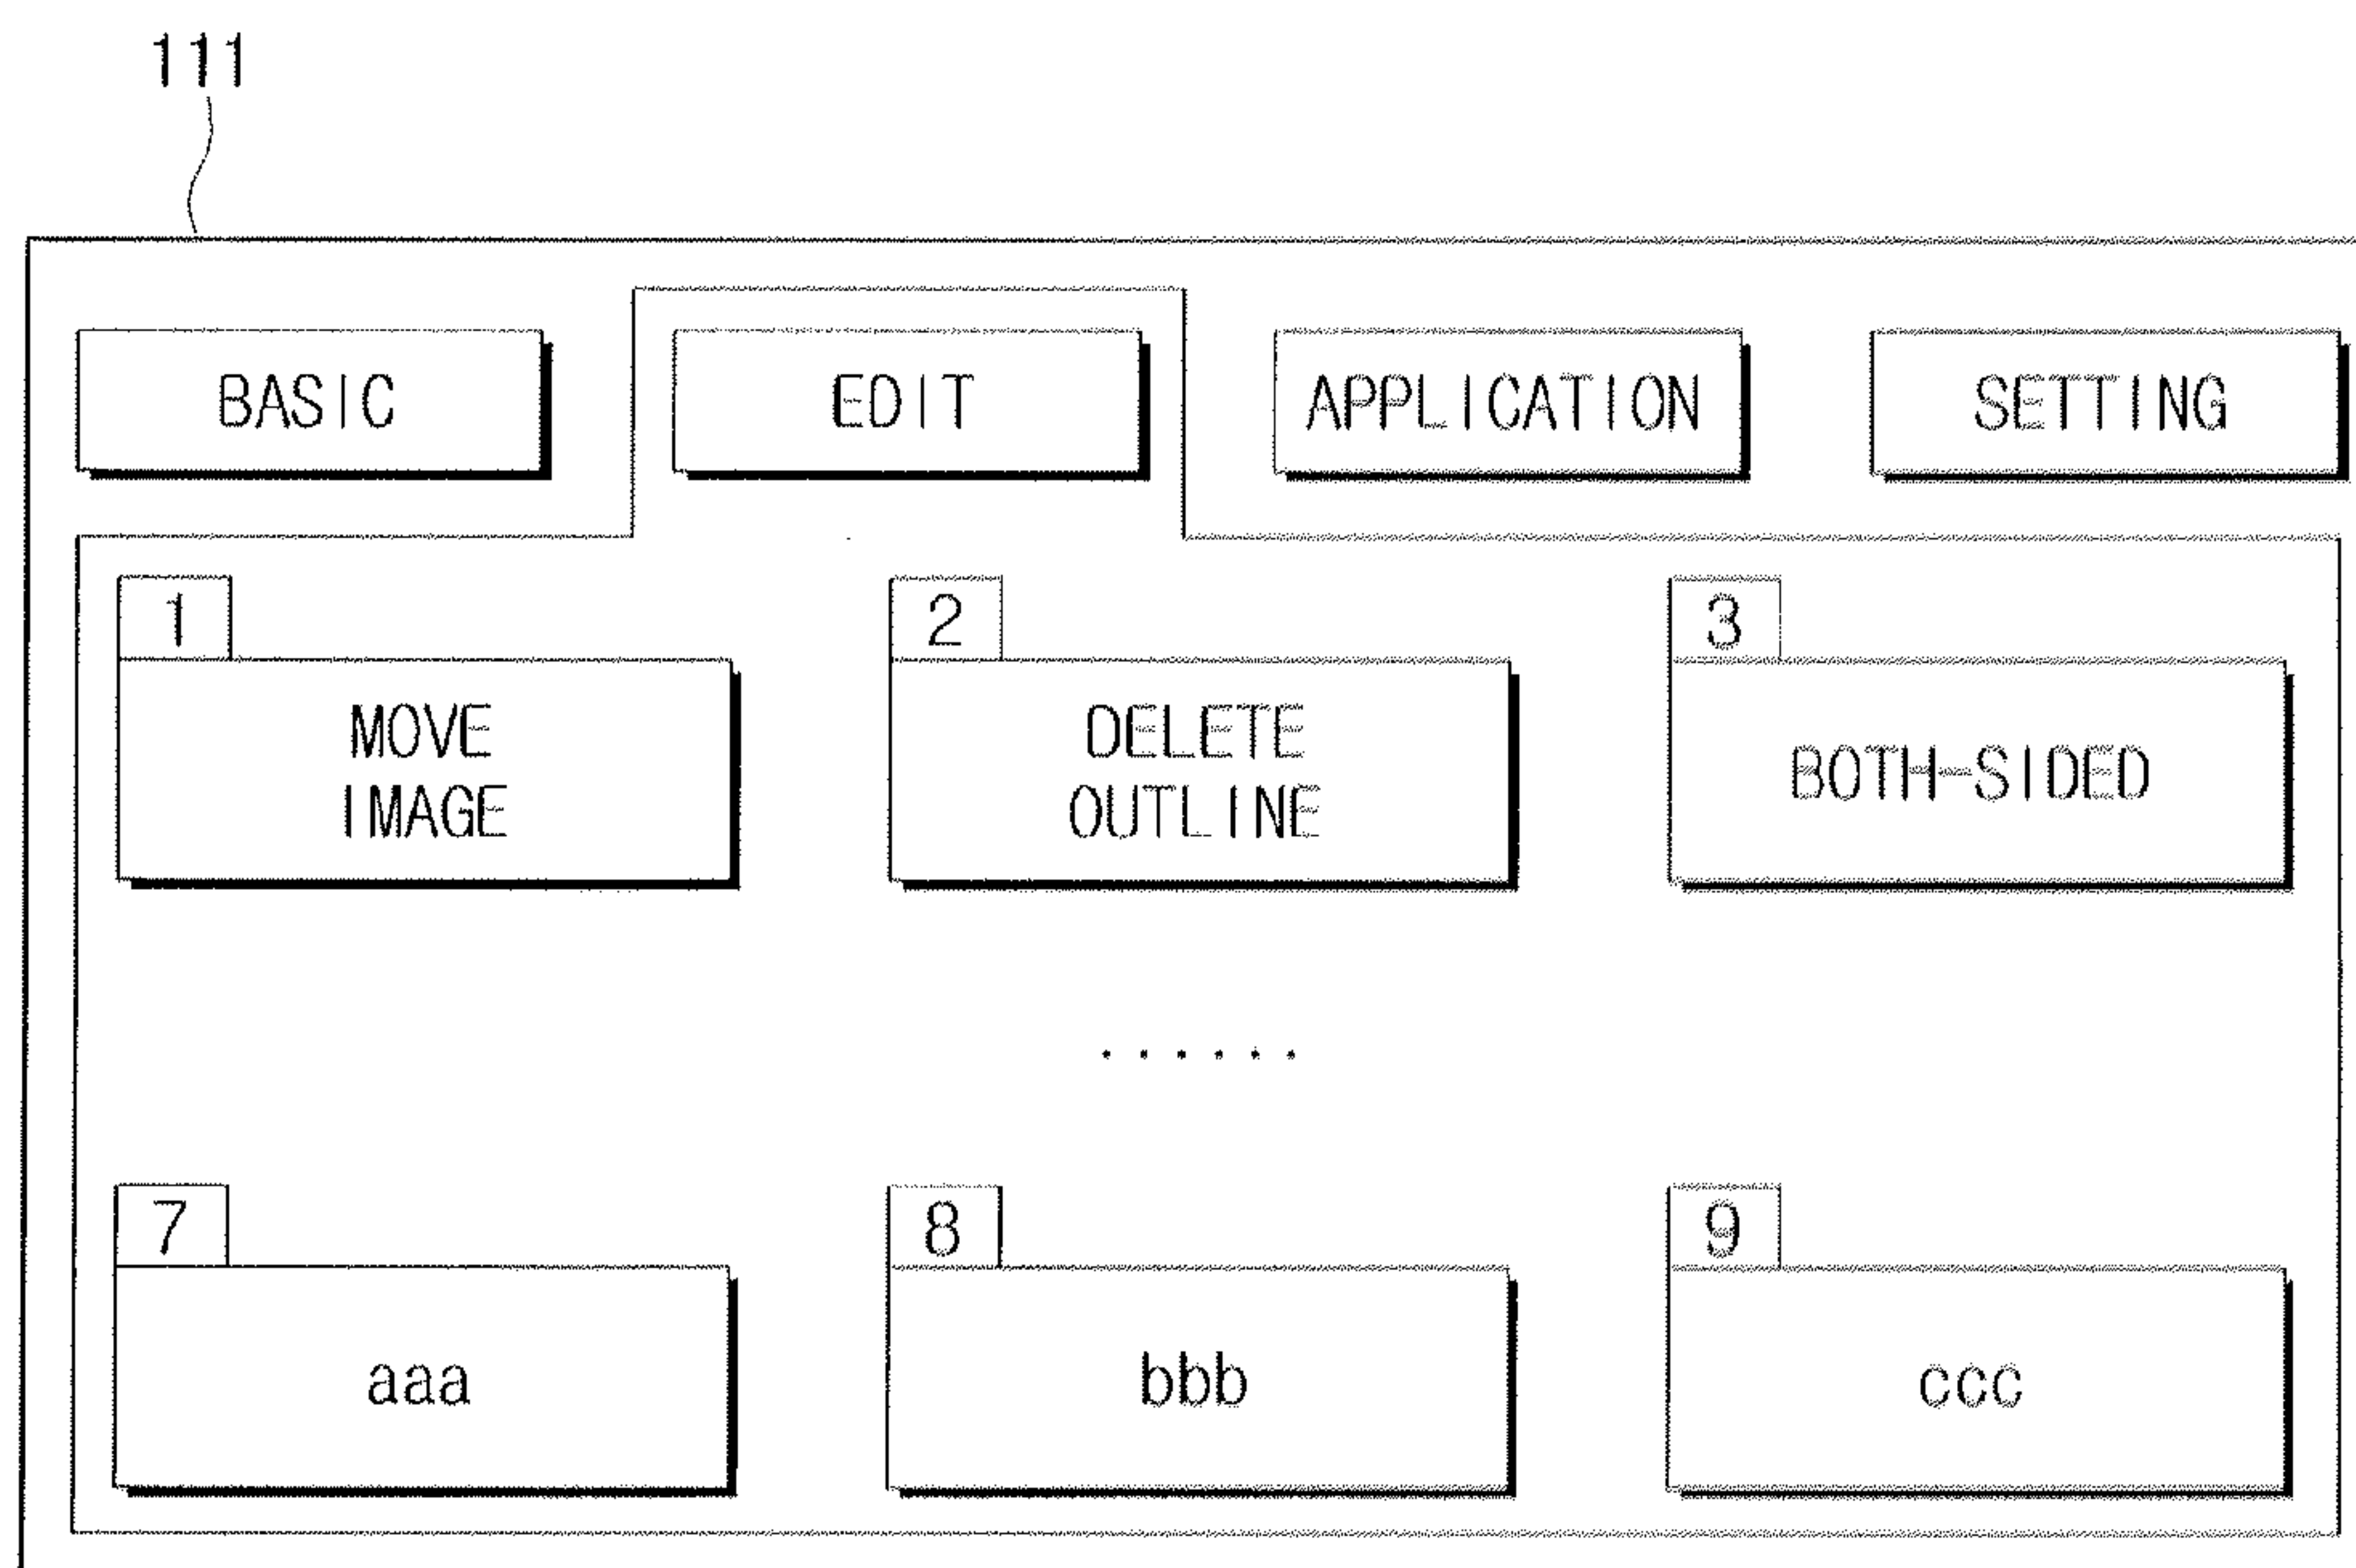 111
BASIC EDIT APPLICATION SETTING
1 2 3
MOVE
IMAGE
DELETE
OUTLINE
BOTH-SIDED
......
7 8 9
aaa bbb ccc